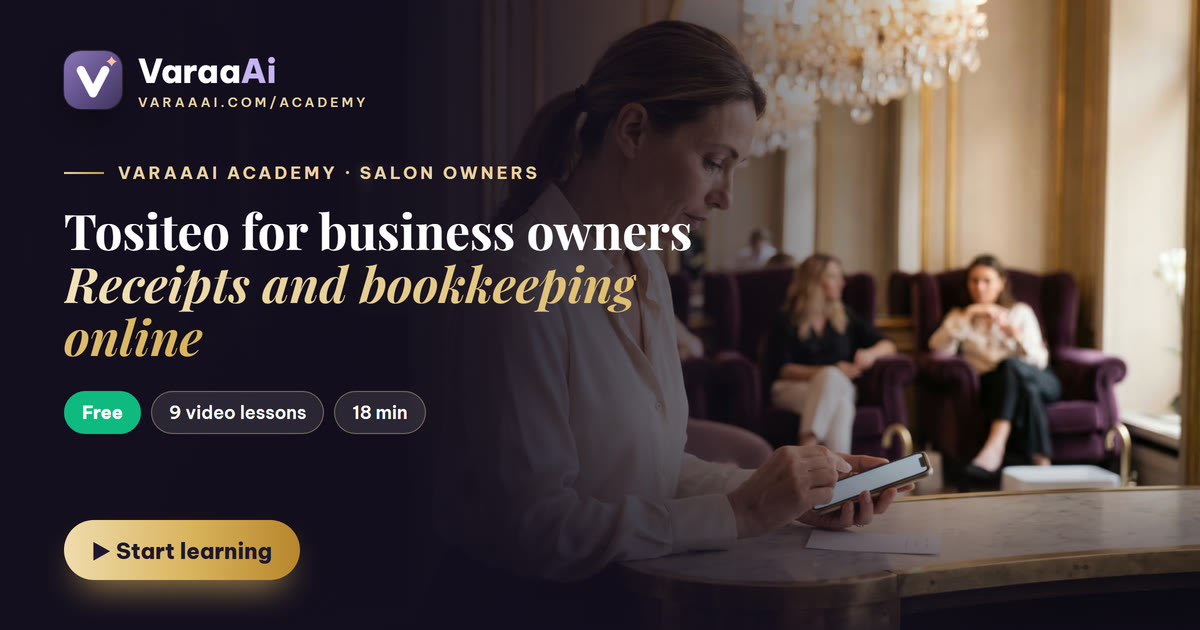 V
VaraaAi
VARAAAI.COM/ACADEMY
VARAAAI ACADEMY · SALON OWNERS
Tositeo for business owners
Receipts and bookkeeping
online
Free
9 video lessons
18 min
▶ Start learning